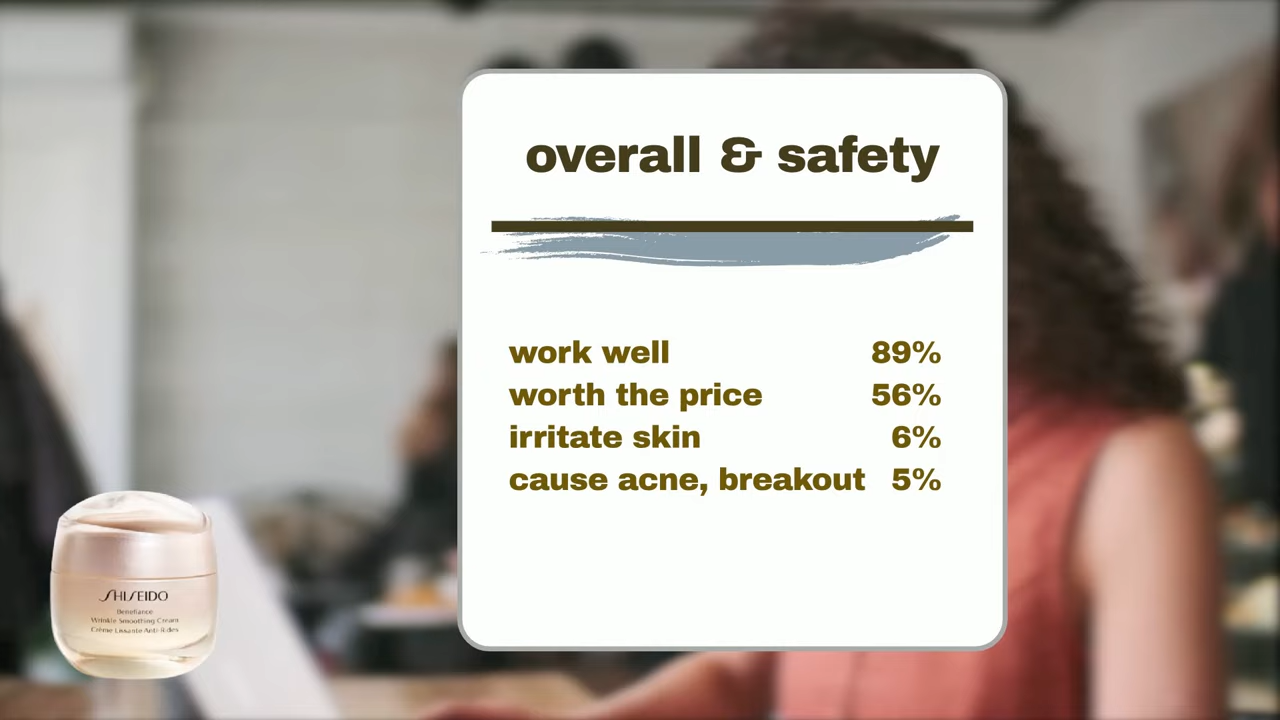 overall & safety
work well 89%
worth the price 56%
irritate skin 6%
cause acne, breakout 5%
SHISEIDO
Benefiance
Wrinkle Smoothing Cream
Crème Lissante Anti-Rides